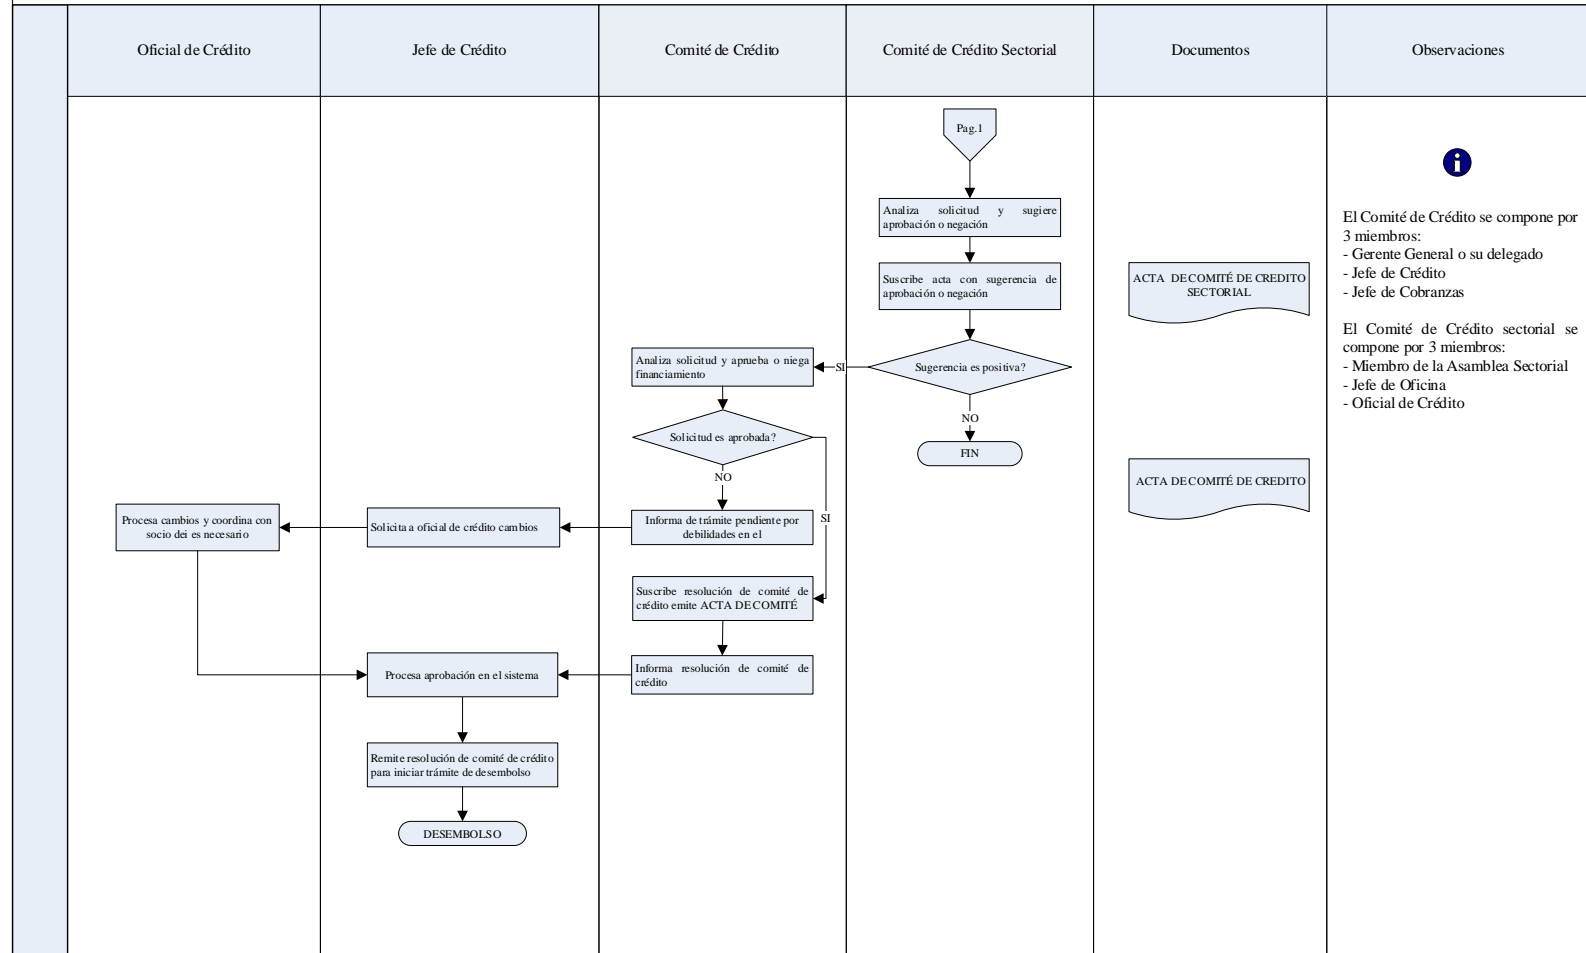 Oficial de Crédito
Jefe de Crédito
Comité de Crédito
Comité de Crédito Sectorial
Documentos
Observaciones
Pag.1
Analiza solicitud y sugiere
aprobación o negación
Suscribe acta con sugerencia de
aprobación o negación
Sugerencia es positiva?
SI
NO
FIN
Analiza solicitud y aprueba o niega
financiamiento
Solicitud es aprobada?
NO
SI
Informa de trámite pendiente por
debilidades en el
Solicita a oficial de crédito cambios
Procesa cambios y coordina con
socio dei es necesario
Suscribe resolución de comité de
crédito emite ACTA DE COMITÉ
Informa resolución de comité de
crédito
Procesa aprobación en el sistema
Remite resolución de comité de crédito
para iniciar trámite de desembolso
DESEMBOLSO
ACTA DE COMITÉ DE CREDITO
SECTORIAL
ACTA DE COMITÉ DE CREDITO
i
El Comité de Crédito se compone por
3 miembros:
- Gerente General o su delegado
- Jefe de Crédito
- Jefe de Cobranzas
El Comité de Crédito sectorial se
compone por 3 miembros:
- Miembro de la Asamblea Sectorial
- Jefe de Oficina
- Oficial de Crédito